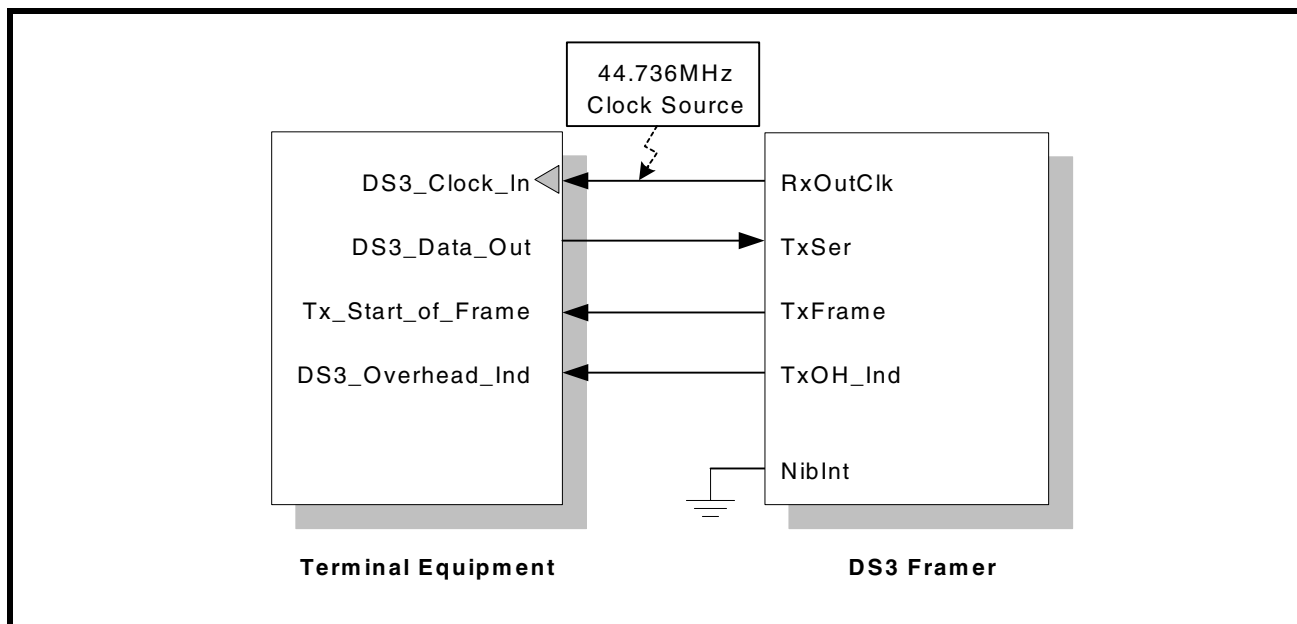 44.736MHz
Clock Source
DS3_Clock_In
RxOutClk
DS3_Data_Out
TxSer
Tx_Start_of_Frame
TxFrame
DS3_Overhead_Ind
TxOH_Ind
NibInt
Terminal Equipment
DS3 Framer